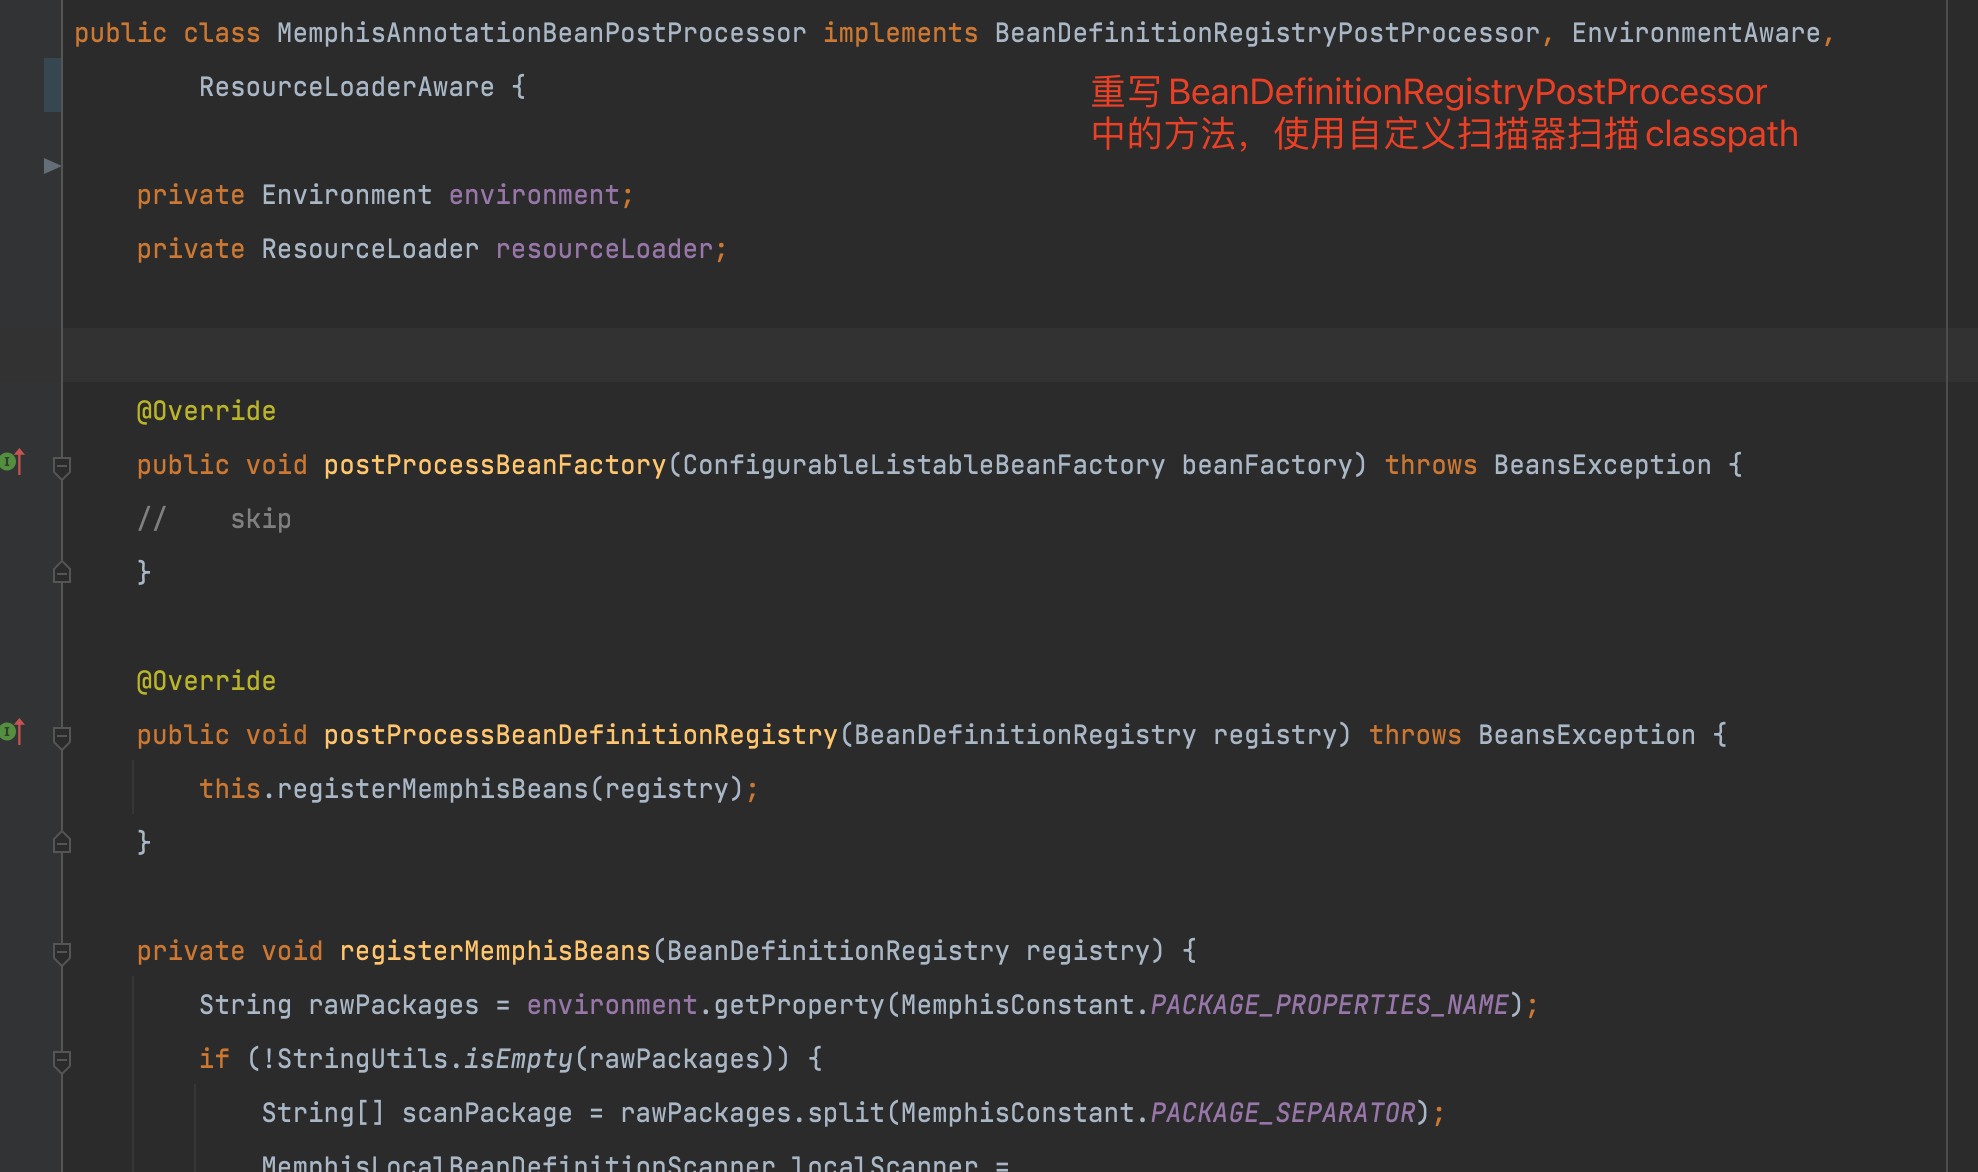 public class MemphisAnnotationBeanPostProcessor implements BeanDefinitionRegistryPostProcessor, EnvironmentAware,
ResourceLoaderAware {
重写 BeanDefinitionRegistryPostProcessor
中的方法，使用自定义扫描器扫描 classpath
private Environment environment;
private ResourceLoader resourceLoader;
@Override
public void postProcessBeanFactory(ConfigurableListableBeanFactory beanFactory) throws BeansException {
//    skip
}
@Override
public void postProcessBeanDefinitionRegistry(BeanDefinitionRegistry registry) throws BeansException {
this.registerMemphisBeans(registry);
}
private void registerMemphisBeans(BeanDefinitionRegistry registry) {
String rawPackages = environment.getProperty(MemphisConstant.PACKAGE_PROPERTIES_NAME);
if (!StringUtils.isEmpty(rawPackages)) {
String[] scanPackage = rawPackages.split(MemphisConstant.PACKAGE_SEPARATOR);
MemphisLocalBeanDefinitionScanner localScanner =